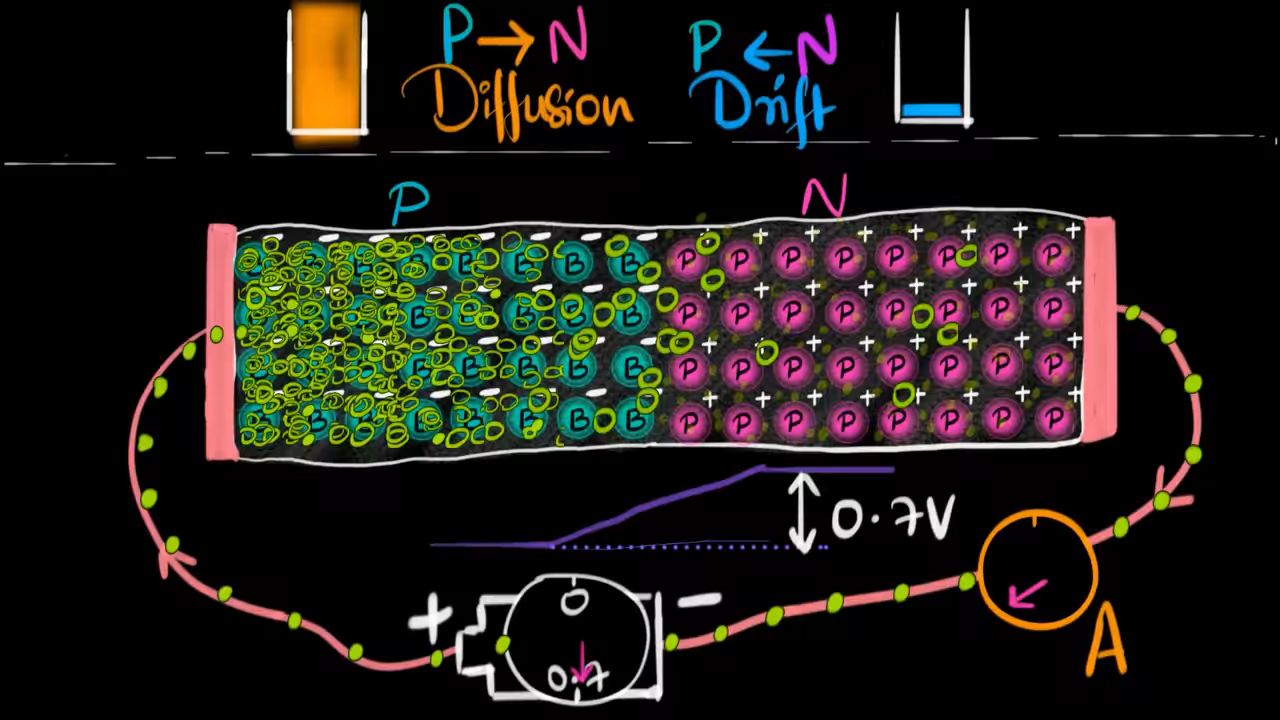 P → N P ← N
Diffusion Drift
P N
- - - - - - - -
B B B B B B B B P P P P P P P P
+ + + + + + + +
B B B B B P P P P P P P P
+ + + + + + +
B B B B P P P P P P P P
+ + + + + + + +
B B B B B B P P P P P P P P
0.7V
+ 0 -
0.7
A